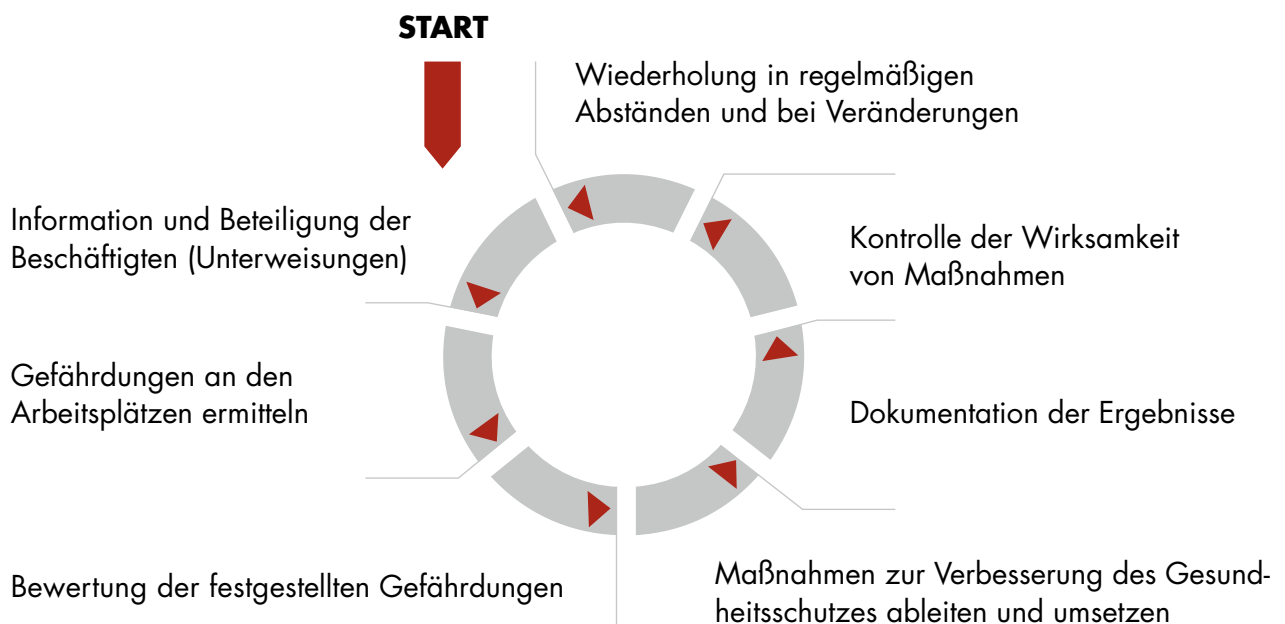 START
Wiederholung in regelmäßigen
Abständen und bei Veränderungen
Information und Beteiligung der
Beschäftigten (Unterweisungen)
Kontrolle der Wirksamkeit
von Maßnahmen
Gefährdungen an den
Arbeitsplätzen ermitteln
Dokumentation der Ergebnisse
Bewertung der festgestellten Gefährdungen
Maßnahmen zur Verbesserung des Gesund-
heitsschutzes ableiten und umsetzen